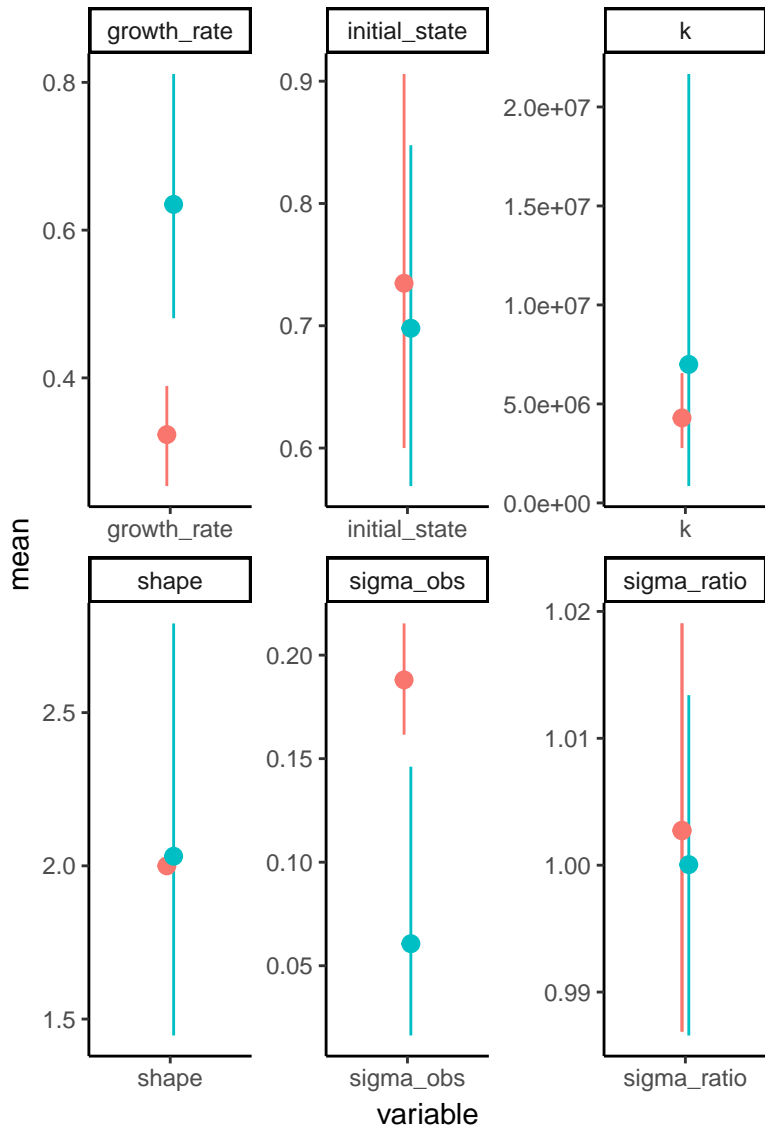 growth_rate
initial_state
k
0.8
0.6
0.4
0.9
0.8
0.7
0.6
2.0e+07
1.5e+07
1.0e+07
5.0e+06
0.0e+00
growth_rate
initial_state
k
mean
shape
sigma_obs
sigma_ratio
2.5
2.0
1.5
0.20
0.15
0.10
0.05
1.02
1.01
1.00
0.99
shape
sigma_obs
sigma_ratio
variable